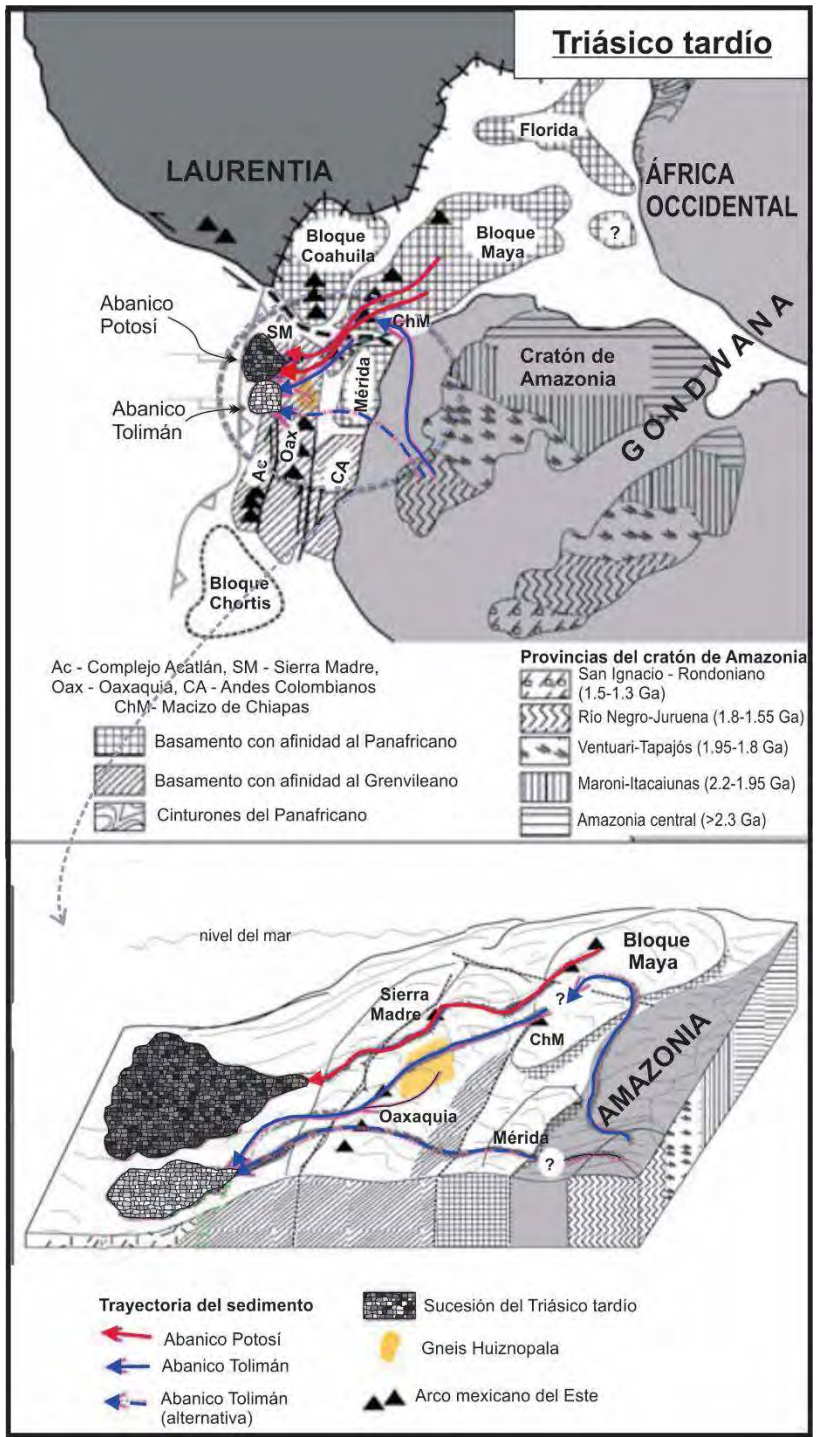 Triásico tardío
Florida
LAURENTIA
ÁFRICA
OCCIDENTAL
Bloque
Coahuila
Bloque
Maya
?
Abanico
Potosí
SM
ChM
Cratón de
Amazonia
GONDWANA
Mérida
Abanico
Tolimán
Oax
Ac
CA
Bloque
Chortis
Ac - Complejo Acatlán, SM - Sierra Madre,
Oax - Oaxaquia, CA - Andes Colombianos
ChM- Macizo de Chiapas
Basamento con afinidad al Panafricano
Basamento con afinidad al Grenvileano
Cinturones del Panafricano
Provincias del cratón de Amazonia
San Ignacio - Rondoniano
(1.5-1.3 Ga)
Río Negro-Juruena (1.8-1.55 Ga)
Ventuari-Tapajós (1.95-1.8 Ga)
Maroni-Itacaiunas (2.2-1.95 Ga)
Amazonia central (>2.3 Ga)
nivel del mar
Bloque
Maya
Sierra
Madre
?
ChM
AMAZONIA
Oaxaquia
Mérida
?
Trayectoria del sedimento
Abanico Potosí
Abanico Tolimán
Abanico Tolimán
(alternativa)
Sucesión del Triásico tardío
Gneis Huiznopala
Arco mexicano del Este